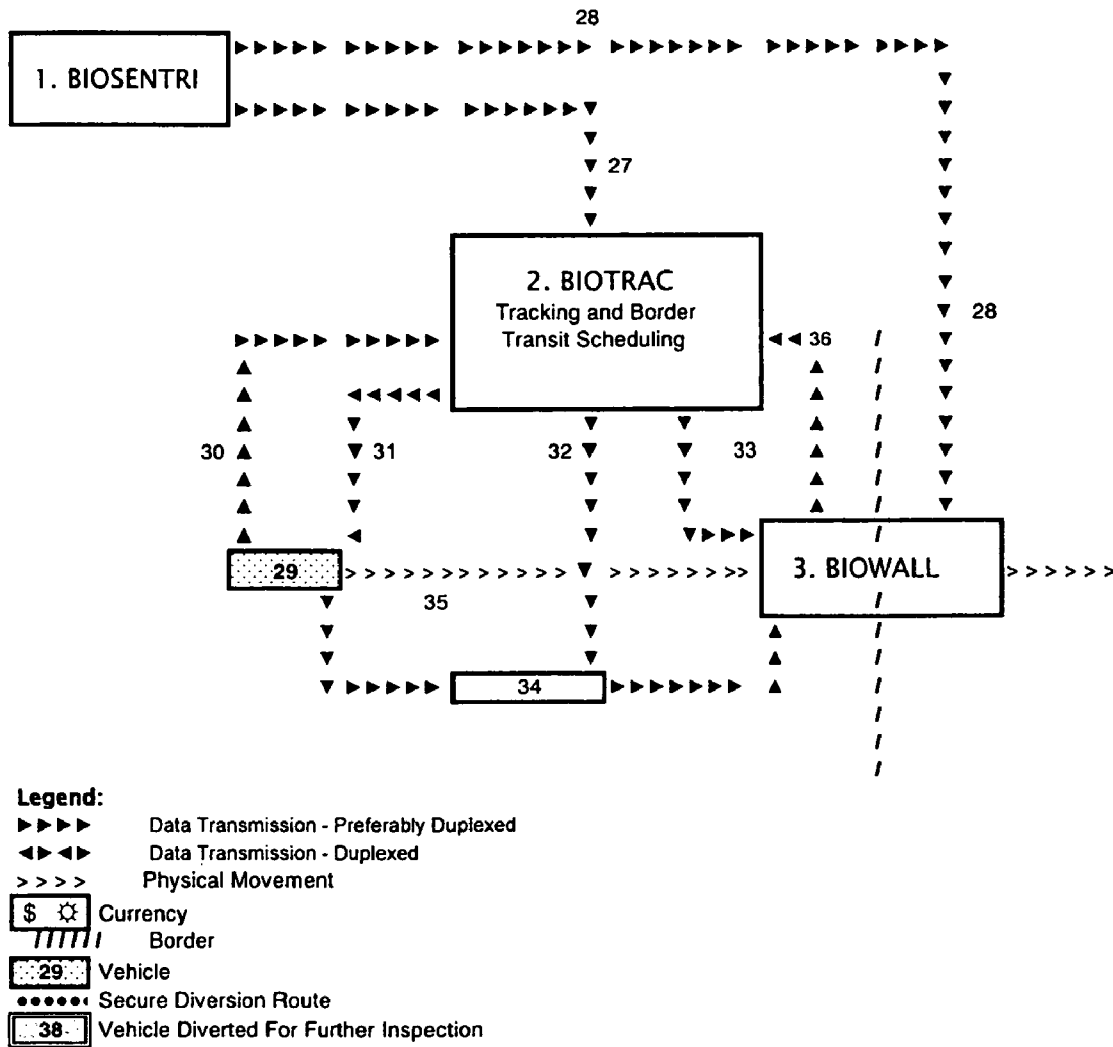 28
1. BIOSENTRI
27
2. BIOTRAC
Tracking and Border
Transit Scheduling
28
36
30
31
32
33
29
3. BIOWALL
35
34
Legend:
Data Transmission - Preferably Duplexed
Data Transmission - Duplexed
Physical Movement
$ Currency
Border
29 Vehicle
Secure Diversion Route
38 Vehicle Diverted For Further Inspection